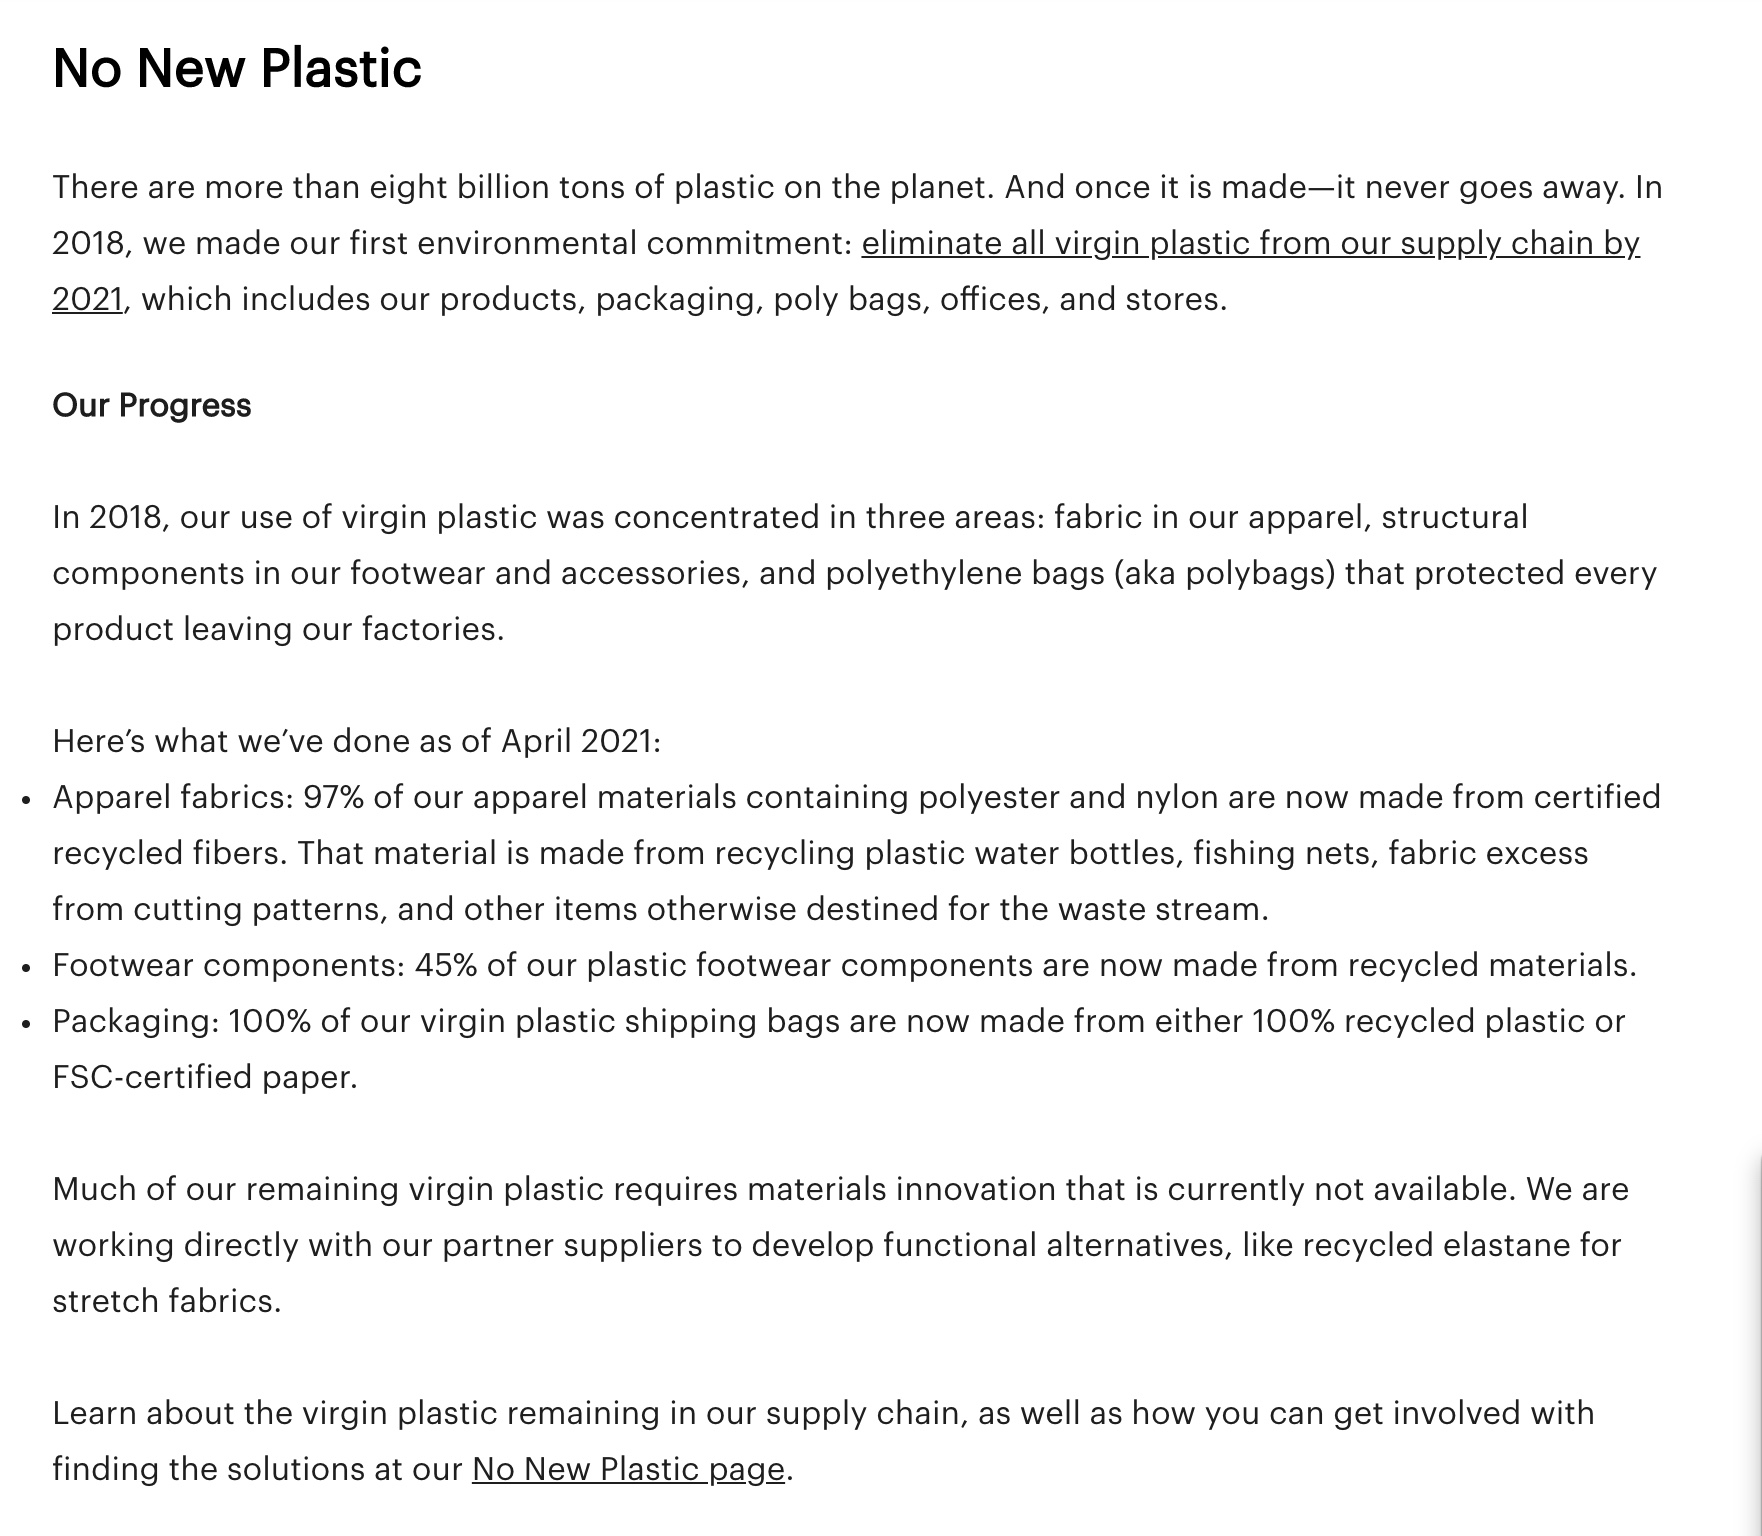 No New Plastic
There are more than eight billion tons of plastic on the planet. And once it is made—it never goes away. In
2018, we made our first environmental commitment: eliminate all virgin plastic from our supply chain by
2021, which includes our products, packaging, poly bags, offices, and stores.
Our Progress
In 2018, our use of virgin plastic was concentrated in three areas: fabric in our apparel, structural
components in our footwear and accessories, and polyethylene bags (aka polybags) that protected every
product leaving our factories.
Here’s what we’ve done as of April 2021:
• Apparel fabrics: 97% of our apparel materials containing polyester and nylon are now made from certified
recycled fibers. That material is made from recycling plastic water bottles, fishing nets, fabric excess
from cutting patterns, and other items otherwise destined for the waste stream.
• Footwear components: 45% of our plastic footwear components are now made from recycled materials.
• Packaging: 100% of our virgin plastic shipping bags are now made from either 100% recycled plastic or
FSC-certified paper.
Much of our remaining virgin plastic requires materials innovation that is currently not available. We are
working directly with our partner suppliers to develop functional alternatives, like recycled elastane for
stretch fabrics.
Learn about the virgin plastic remaining in our supply chain, as well as how you can get involved with
finding the solutions at our No New Plastic page.